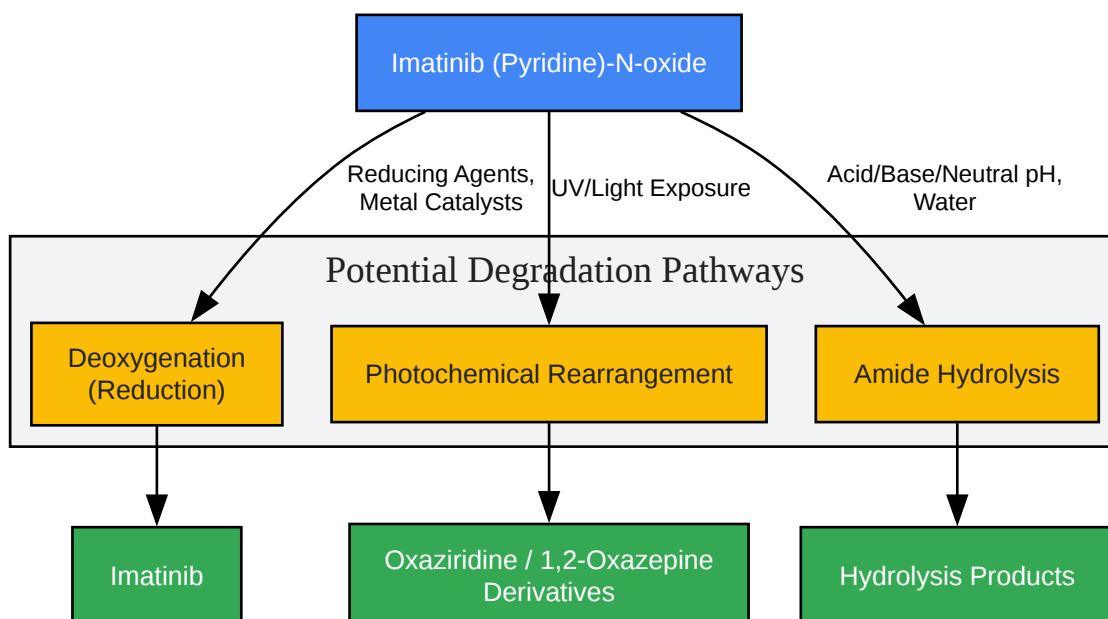 Imatinib (Pyridine)-N-oxide
Reducing Agents,
Metal Catalysts
UV/Light Exposure
Acid/Base/Neutral pH,
Water
Potential Degradation Pathways
Deoxygenation
(Reduction)
Photochemical Rearrangement
Amide Hydrolysis
Imatinib
Oxaziridine / 1,2-Oxazepine
Derivatives
Hydrolysis Products